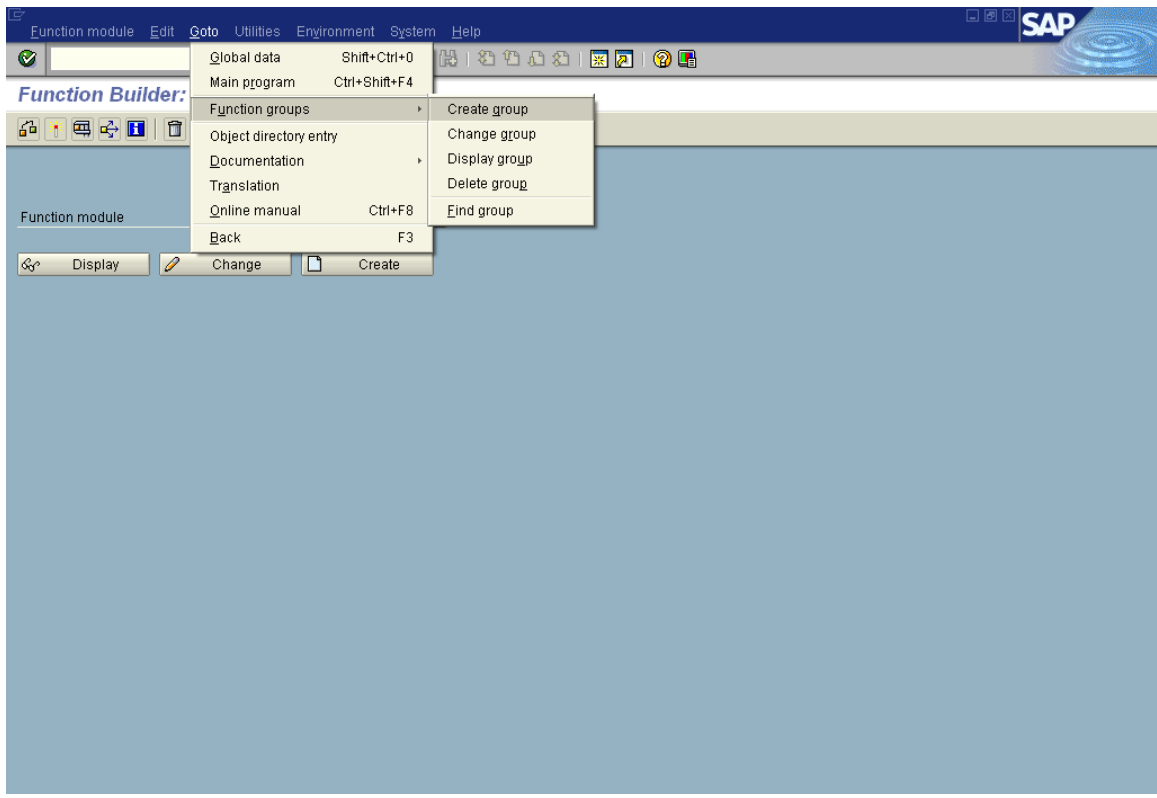 Function module Edit Goto Utilities Environment System Help
SAP
Global data Shift+Ctrl+0
Main program Ctrl+Shift+F4
Function Builder:
Function groups
Create group
Object directory entry
Change group
Documentation
Display group
Translation
Delete group
Function module
Online manual Ctrl+F8
Find group
Back F3
Display Change Create